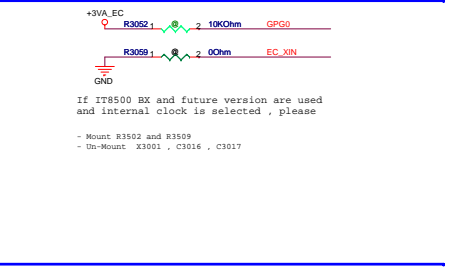 +3VA_EC
R3052 1 @ 2 10KOhm GPG0
R3059 1 @ 2 0Ohm EC_XIN
GND
If IT8500 BX and future version are used
and internal clock is selected , please
- Mount R3502 and R3509
- Un-Mount X3001 , C3016 , C3017